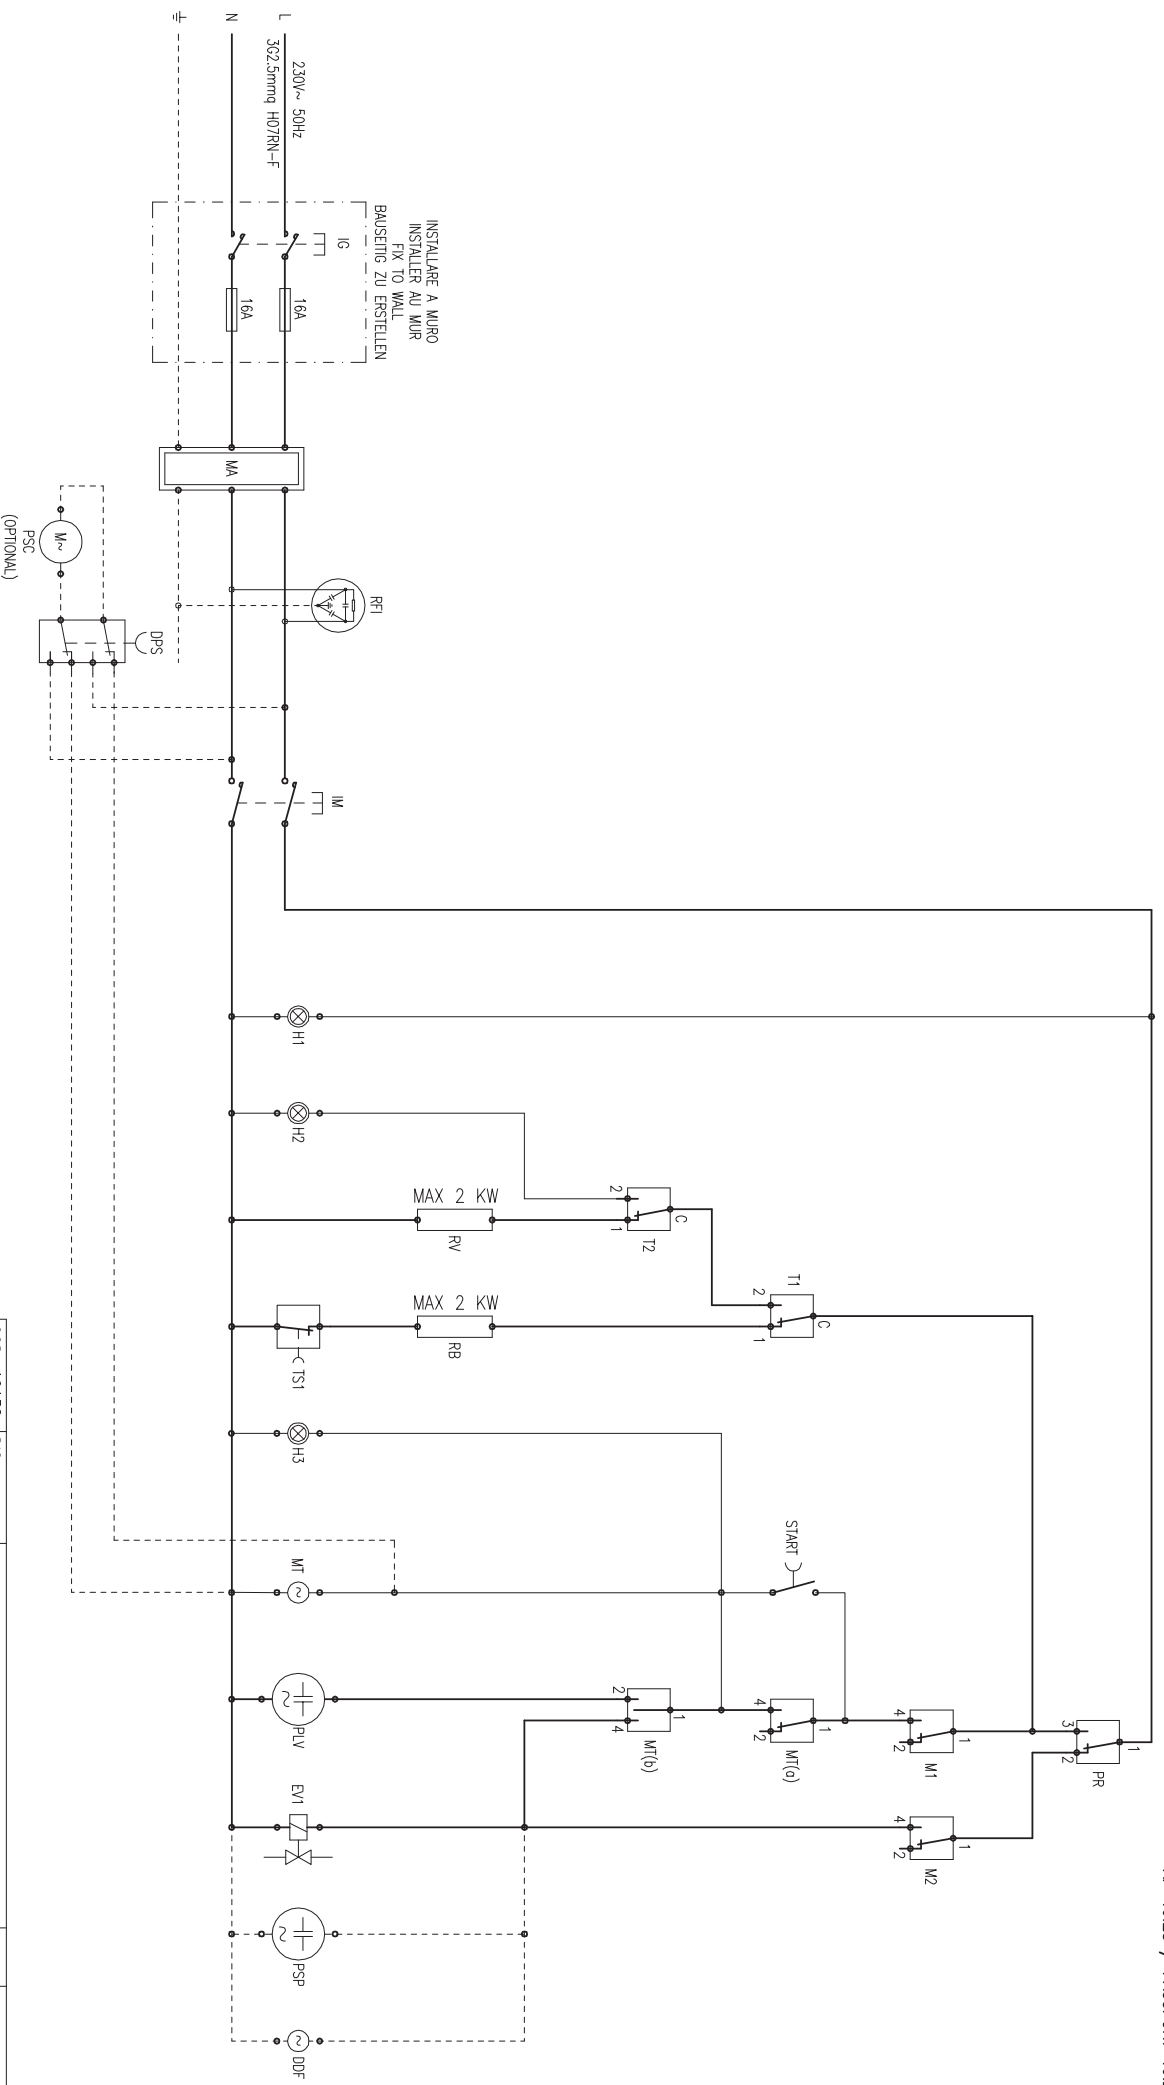 L
N
230V~ 50Hz
3G2.5mmq H07RN-F
INSTALLARE A MURO
INSTALLER AU MUR
FIX TO WALL
BAUSEITIG ZU ERSTELLEN
IG
16A
16A
MA
RFI
M~
PSC
(OPTIONAL)
DPS
IM
H1
H2
MAX 2 KW
RV
2
1
C
T2
T1
2
1
C
MAX 2 KW
RB
TS1
H3
START
MT
PLV
2
4
1
MT(b)
4
2
1
MT(a)
4
2
1
M1
3
2
1
PR
EV1
4
2
1
M2
PSP
DDF